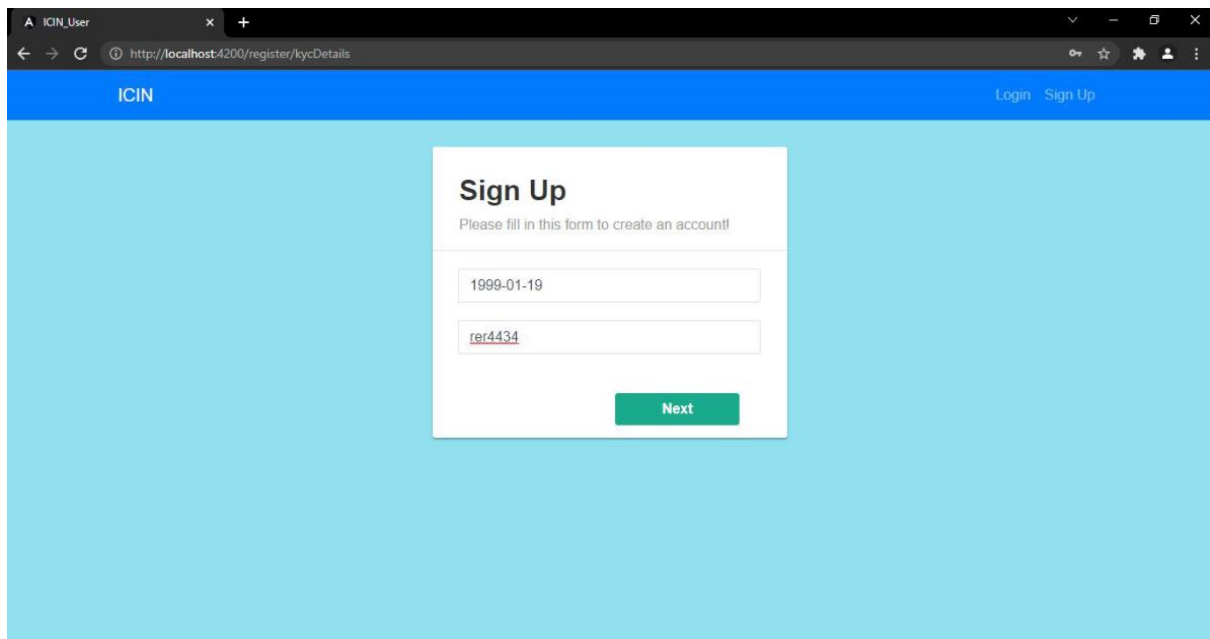 ICIN_User
http://localhost:4200/register/kycDetails
ICIN
Login Sign Up
Sign Up
Please fill in this form to create an account!
1999-01-19
rer4434
Next